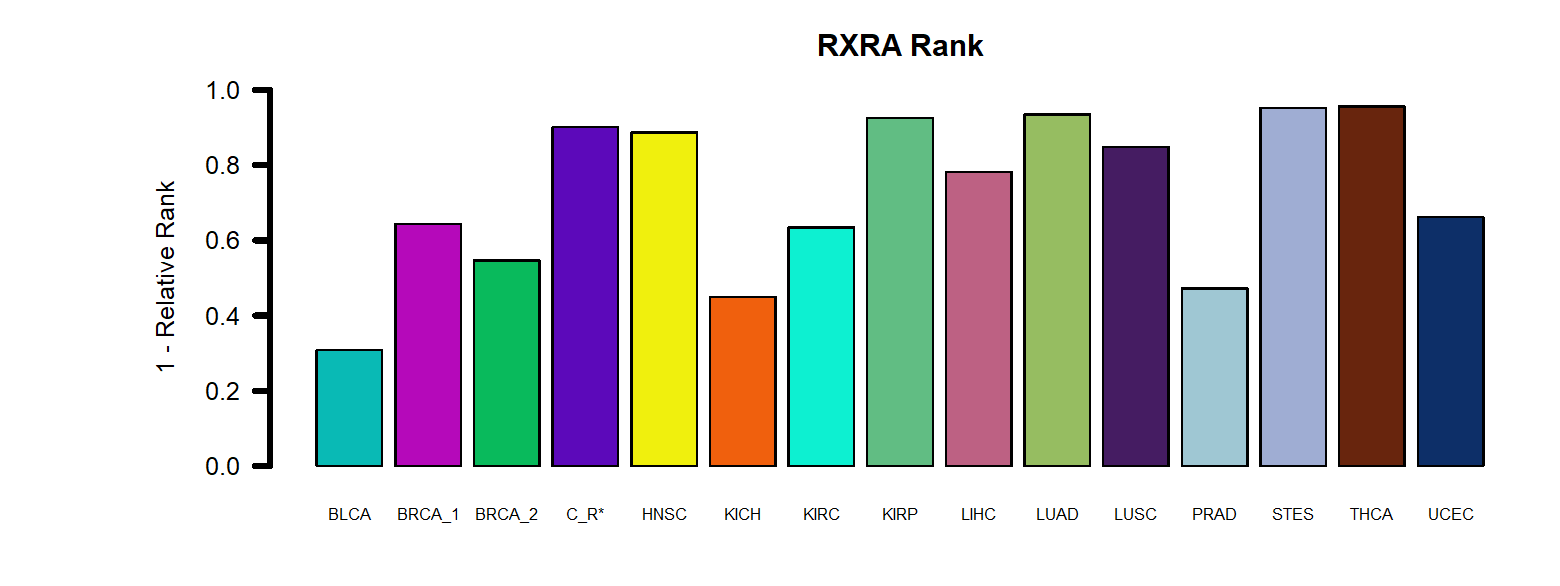 RXRA Rank
1 - Relative Rank
1.0
0.8
0.6
0.4
0.2
0.0
BLCA BRCA_1 BRCA_2 C_R* HNSC KICH KIRC KIRP LIHC LUAD LUSC PRAD STES THCA UCEC